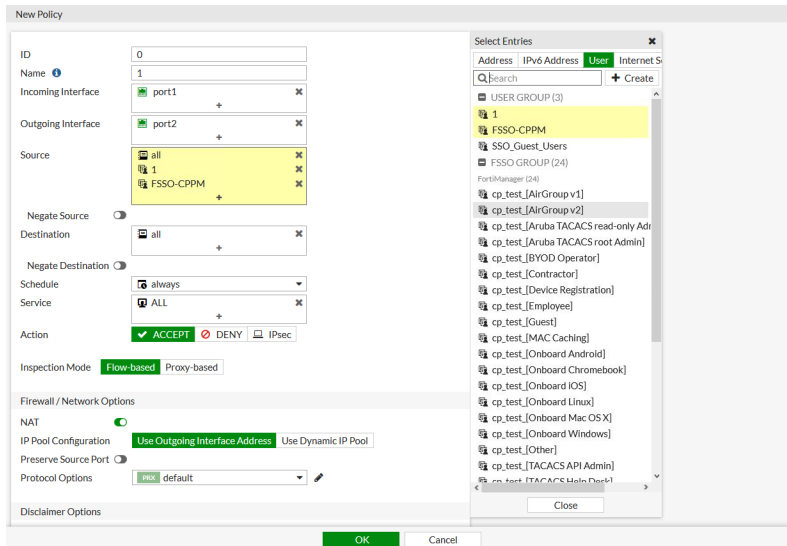 New Policy
ID 0
Name 1
Incoming Interface port1
+
Outgoing Interface port2
+
Source all
1
FSSO-CPPM
+
Negate Source
Destination all
+
Negate Destination
Schedule always
Service ALL
+
Action ACCEPT DENY IPsec
Inspection Mode Flow-based Proxy-based
Firewall / Network Options
NAT
IP Pool Configuration Use Outgoing Interface Address Use Dynamic IP Pool
Preserve Source Port
Protocol Options PRX default
Disclaimer Options
Select Entries
Address IPv6 Address User Internet S
Search + Create
USER GROUP (3)
1
FSSO-CPPM
SSO_Guest_Users
FSSO GROUP (24)
FortiManager (24)
cp_test_[AirGroup v1]
cp_test_[AirGroup v2]
cp_test_[Aruba TACACS read-only Adr
cp_test_[Aruba TACACS root Admin]
cp_test_[BYOD Operator]
cp_test_[Contractor]
cp_test_[Device Registration]
cp_test_[Employee]
cp_test_[Guest]
cp_test_[MAC Caching]
cp_test_[Onboard Android]
cp_test_[Onboard Chromebook]
cp_test_[Onboard iOS]
cp_test_[Onboard Linux]
cp_test_[Onboard Mac OS X]
cp_test_[Onboard Windows]
cp_test_[Other]
cp_test_[TACACS API Admin]
cp_test_[TACACS Help Desk]
Close
OK Cancel